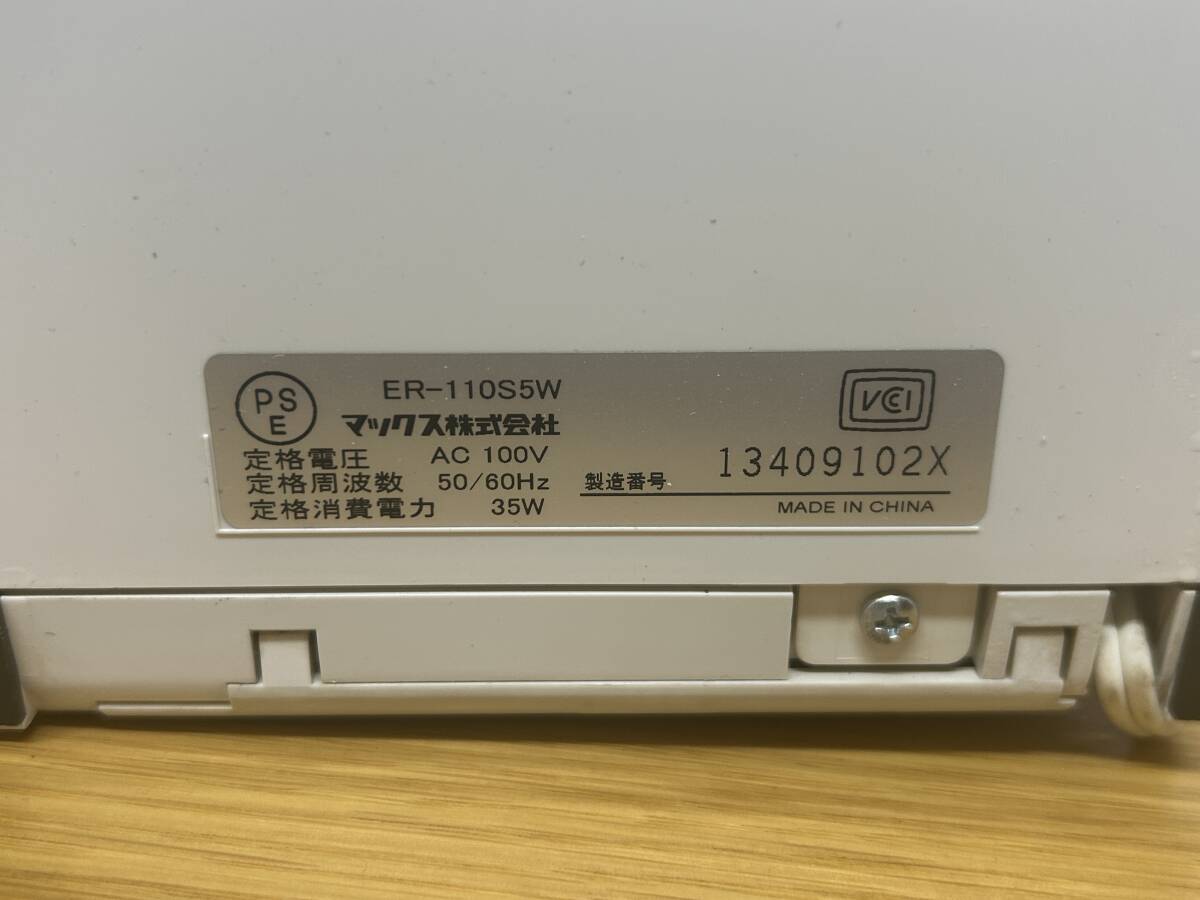 PSE
ER-110S5W
マックス株式会社
定格電圧 AC 100V
定格周波数 50/60Hz
定格消費電力 35W
VCCI
製造番号 13409102X
MADE IN CHINA